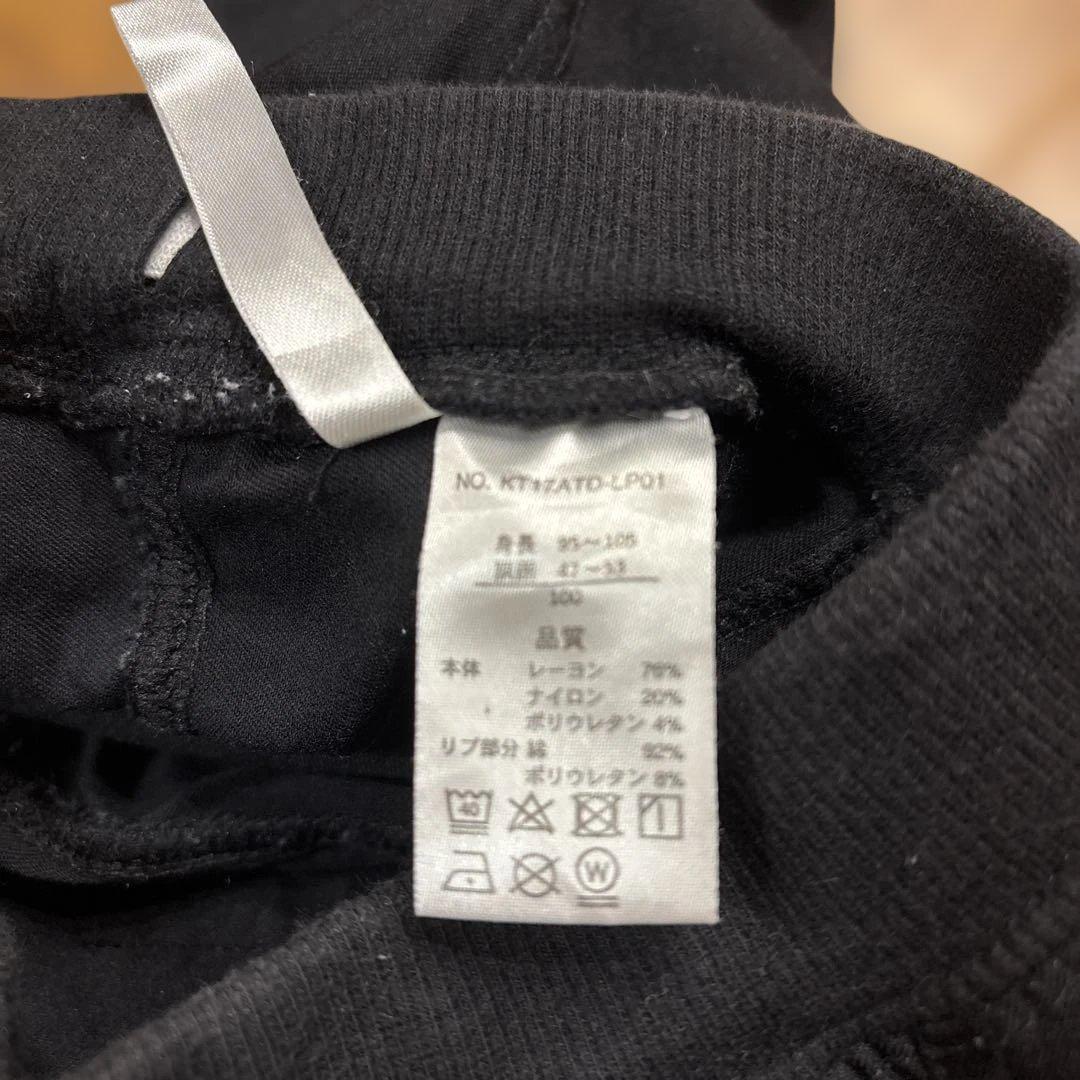 NO. KT17ATD-LP01
身長 95～105
胴囲 47～53
100
品質
本体 レーヨン 76%
ナイロン 20%
ポリウレタン 4%
リブ部分 綿 92%
ポリウレタン 8%
40
W